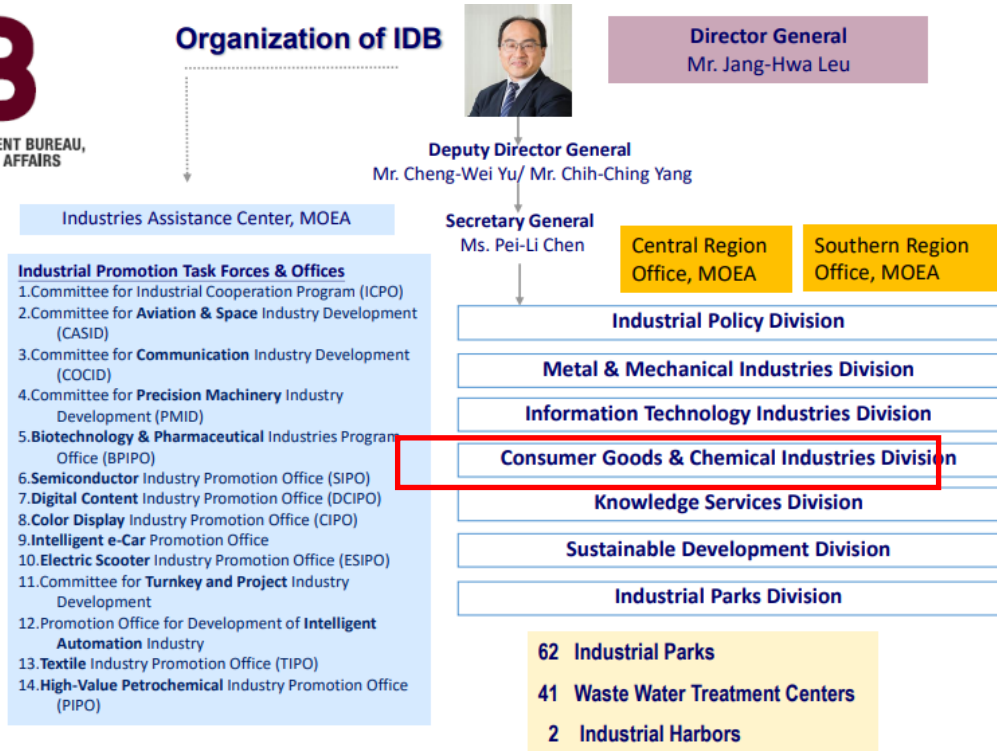 Organization of IDB
Director General
Mr. Jang-Hwa Leu
ENT BUREAU,
AFFAIRS
Deputy Director General
Mr. Cheng-Wei Yu/ Mr. Chih-Ching Yang
Industries Assistance Center, MOEA
Secretary General
Ms. Pei-Li Chen
Central Region
Office, MOEA
Southern Region
Office, MOEA
Industrial Promotion Task Forces & Offices
1.Committee for Industrial Cooperation Program (ICPO)
2.Committee for Aviation & Space Industry Development
(CASID)
3.Committee for Communication Industry Development
(COCID)
4.Committee for Precision Machinery Industry
Development (PMID)
5.Biotechnology & Pharmaceutical Industries Program
Office (BPIPO)
6.Semiconductor Industry Promotion Office (SIPO)
7.Digital Content Industry Promotion Office (DCIPO)
8.Color Display Industry Promotion Office (CIPO)
9.Intelligent e-Car Promotion Office
10.Electric Scooter Industry Promotion Office (ESIPO)
11.Committee for Turnkey and Project Industry
Development
12.Promotion Office for Development of Intelligent
Automation Industry
13.Textile Industry Promotion Office (TIPO)
14.High-Value Petrochemical Industry Promotion Office
(PIPO)
Industrial Policy Division
Metal & Mechanical Industries Division
Information Technology Industries Division
Consumer Goods & Chemical Industries Division
Knowledge Services Division
Sustainable Development Division
Industrial Parks Division
62 Industrial Parks
41 Waste Water Treatment Centers
2 Industrial Harbors